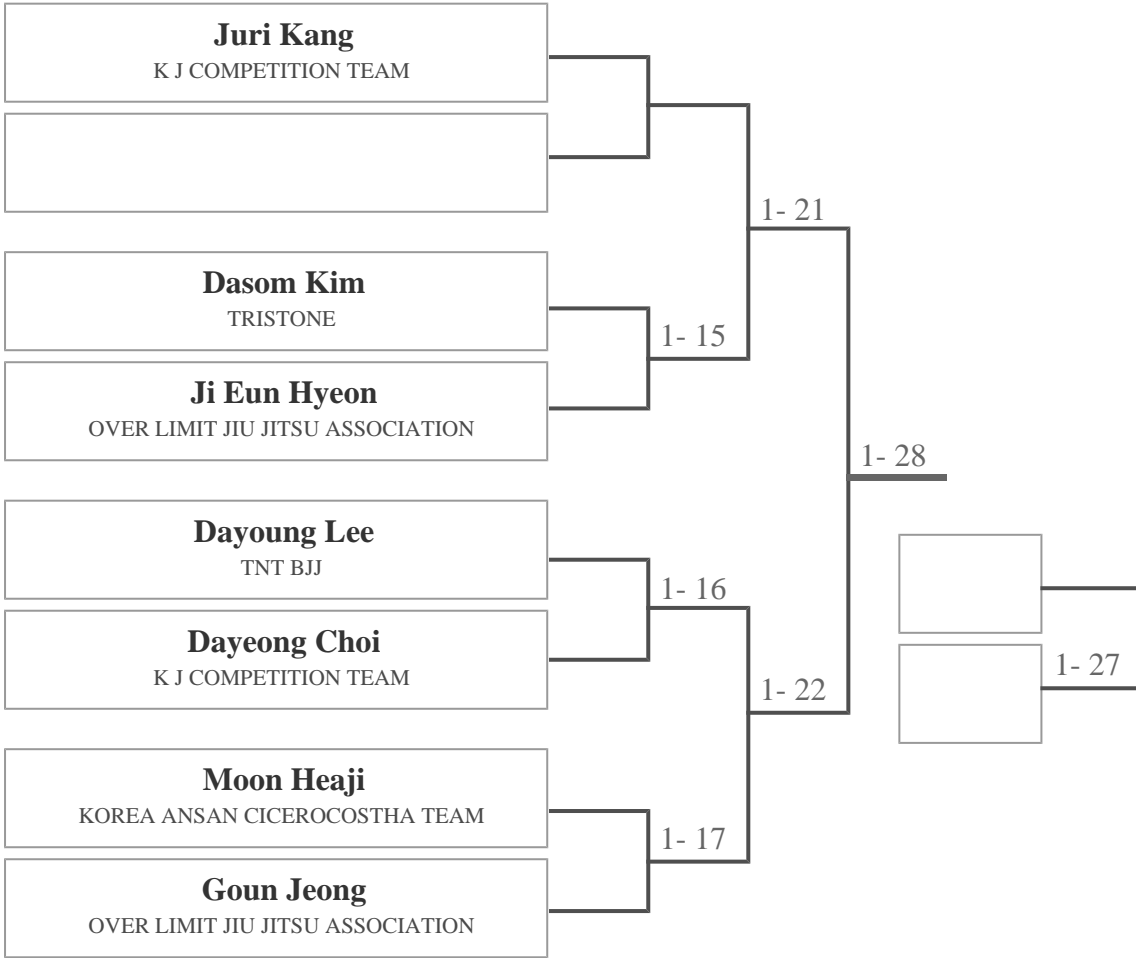 Juri Kang
K J COMPETITION TEAM
1- 21
Dasom Kim
TRISTONE
1- 15
Ji Eun Hyeon
OVER LIMIT JIU JITSU ASSOCIATION
1- 28
Dayoung Lee
TNT BJJ
1- 16
Dayeong Choi
K J COMPETITION TEAM
1- 27
1- 22
Moon Heaji
KOREA ANSAN CICEROCOSTHA TEAM
1- 17
Goun Jeong
OVER LIMIT JIU JITSU ASSOCIATION